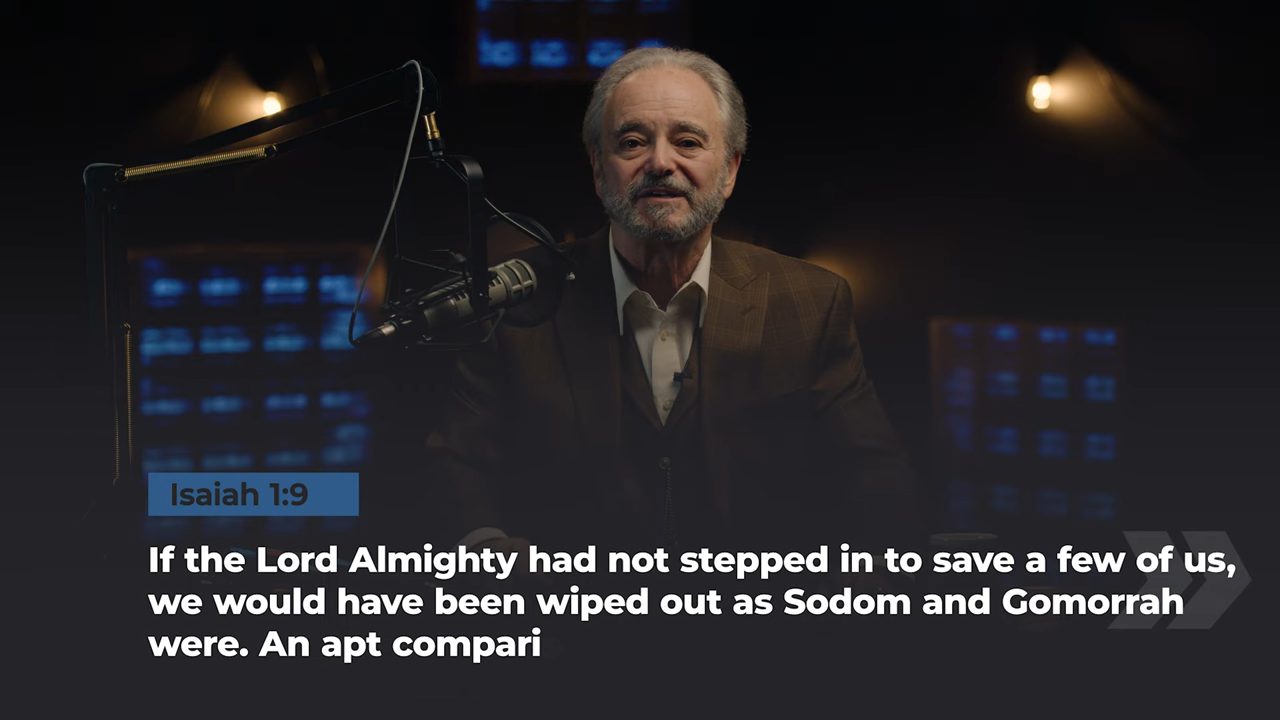 Isaiah 1:9
If the Lord Almighty had not stepped in to save a few of us,
we would have been wiped out as Sodom and Gomorrah
were. An apt compari